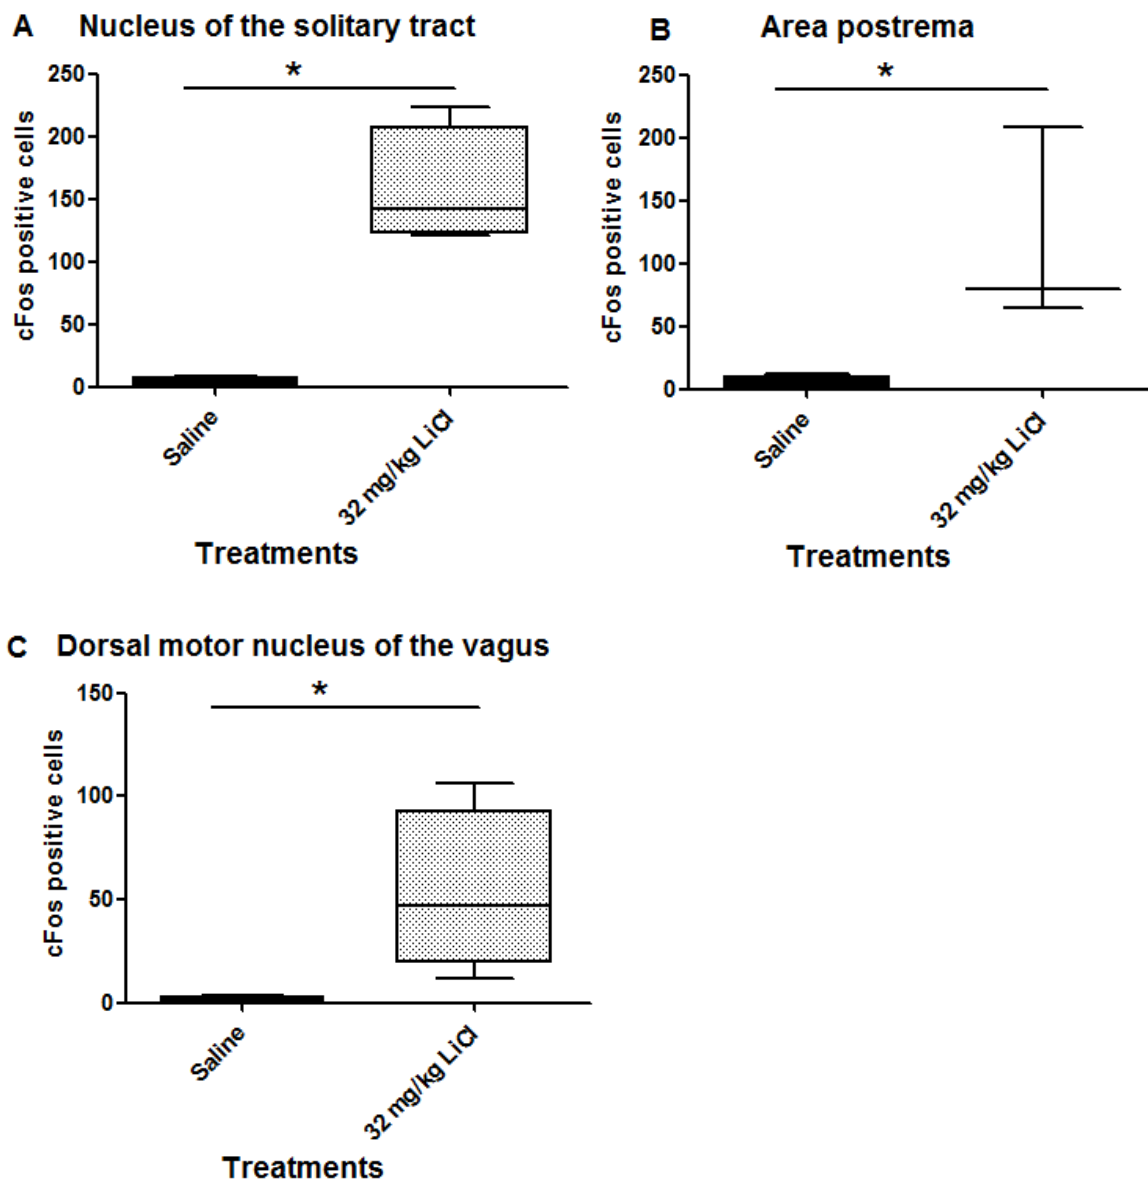 A Nucleus of the solitary tract
*
250
200
150
100
50
0
cFos positive cells
Saline
32 mg/kg LiCl
Treatments
B Area postrema
*
250
200
150
100
50
0
cFos positive cells
Saline
32 mg/kg LiCl
Treatments
C Dorsal motor nucleus of the vagus
*
150
100
50
0
cFos positive cells
Saline
32 mg/kg LiCl
Treatments